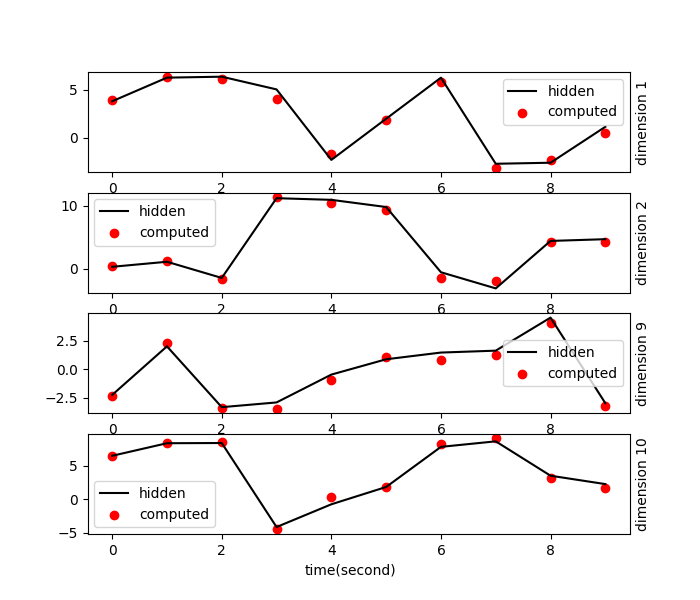 5
0
hidden
computed
dimension 1
0 2 4 6 8
10
0
hidden
computed
dimension 2
0 2 4 6 8
2.5
0.0
−2.5
hidden
computed
dimension 9
0 2 4 6 8
5
0
−5
hidden
computed
dimension 10
0 2 4 6 8
time(second)